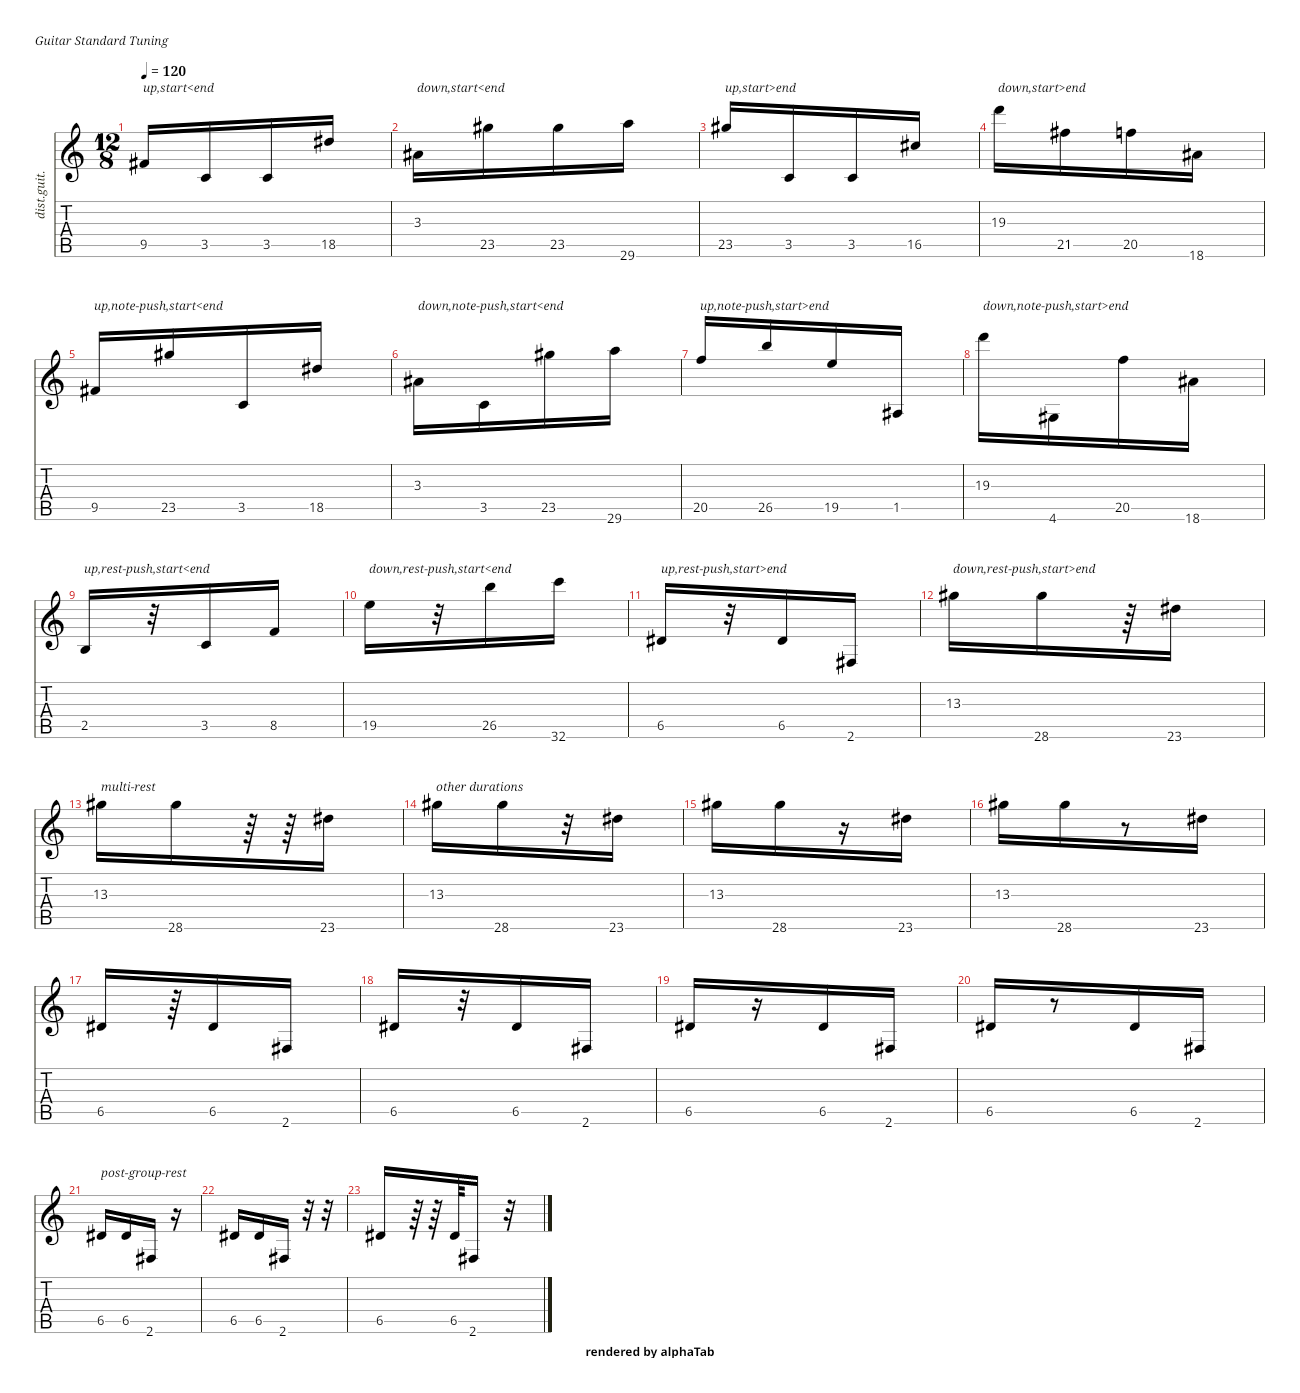 Guitar Standard Tuning
= 120
up,start<end down,start<end up,start>end down,start>end
1 2 3 4
12
8
dist.guit.
T
A
B
3 19
9 3 3 18 23 23 23 3 3 16 21 20
29 18
up,note-push,start<end down,note-push,start<end up,note-push,start>end down,note-push,start>end
5 6 7 8
T
A
B
3 19
9 23 3 18 3 23 20 26 19 1 20
29 4 18
up,rest-push,start<end down,rest-push,start<end up,rest-push,start>end down,rest-push,start>end
9 10 11 12
T
A
B
13
2 3 8 19 26 6 6
32 2 28 23
multi-rest other durations
13 14 15 16
T
A
B
13 13 13 13
28 23 28 23 28 23 28 23
17 18 19 20
T
A
B
6 6 6 6 6 6 6 6
2 2 2 2
post-group-rest
21 22 23
T
A
B
6 6 6 6 6 6
2 2 2
rendered by alphaTab